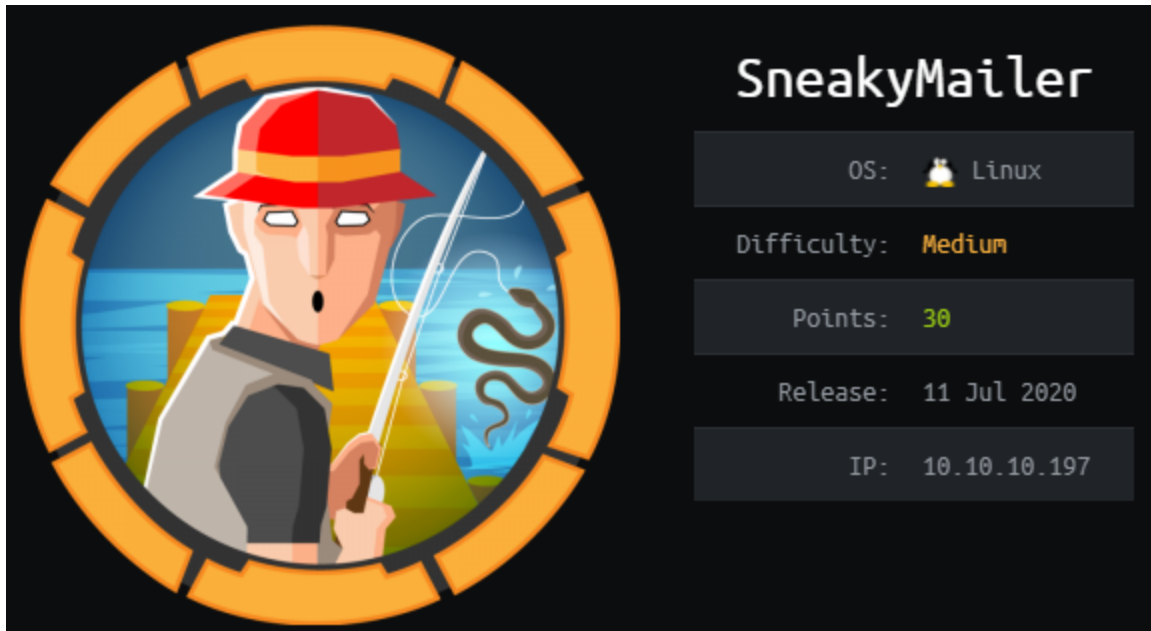 SneakyMailer
OS: Linux
Difficulty: Medium
Points: 30
Release: 11 Jul 2020
IP: 10.10.10.197